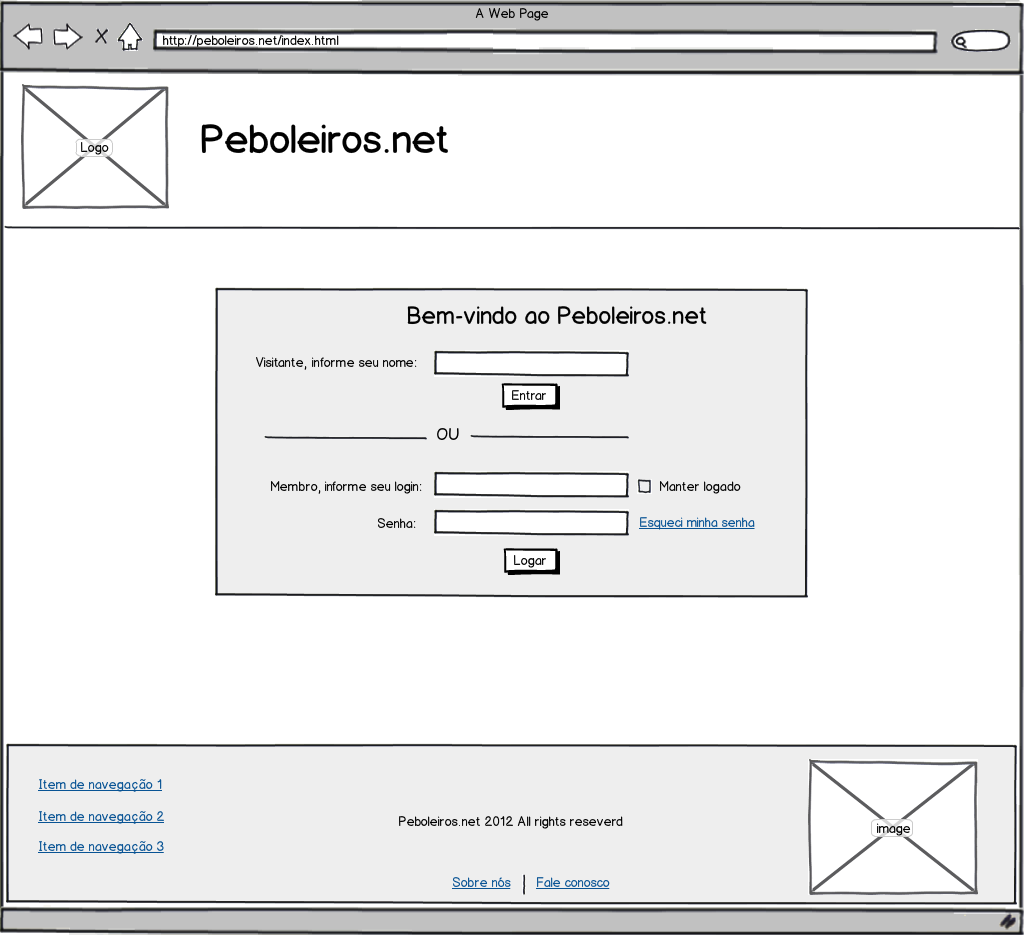 A Web Page
http://peboleiros.net/index.html
Logo
Peboleiros.net
Bem-vindo ao Peboleiros.net
Visitante, informe seu nome:
Entrar
OU
Membro, informe seu login:
Manter logado
Senha:
Esqueci minha senha
Logar
Item de navegação 1
Item de navegação 2
Item de navegação 3
Peboleiros.net 2012 All rights reseverd
image
Sobre nós
Fale conosco